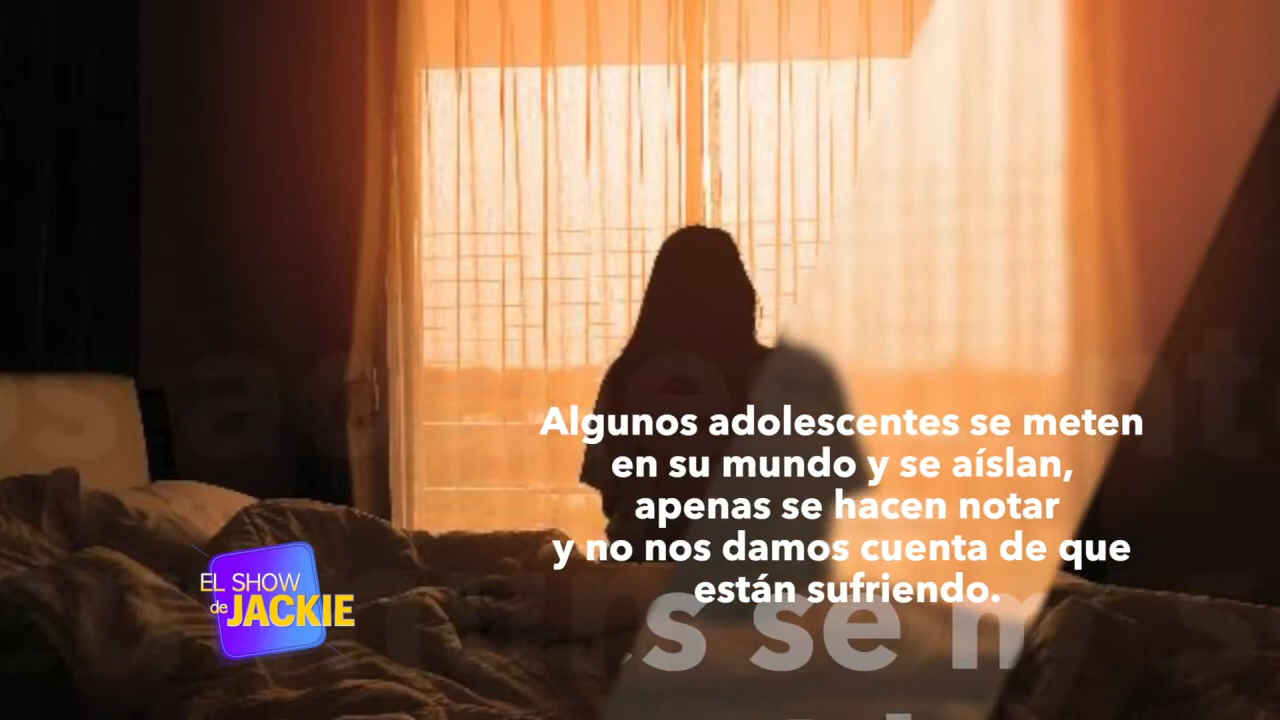 Algunos adolescentes se meten
en su mundo y se aíslan,
apenas se hacen notar
y no nos damos cuenta de que
están sufriendo.
EL SHOW
de JACKIE
s se m